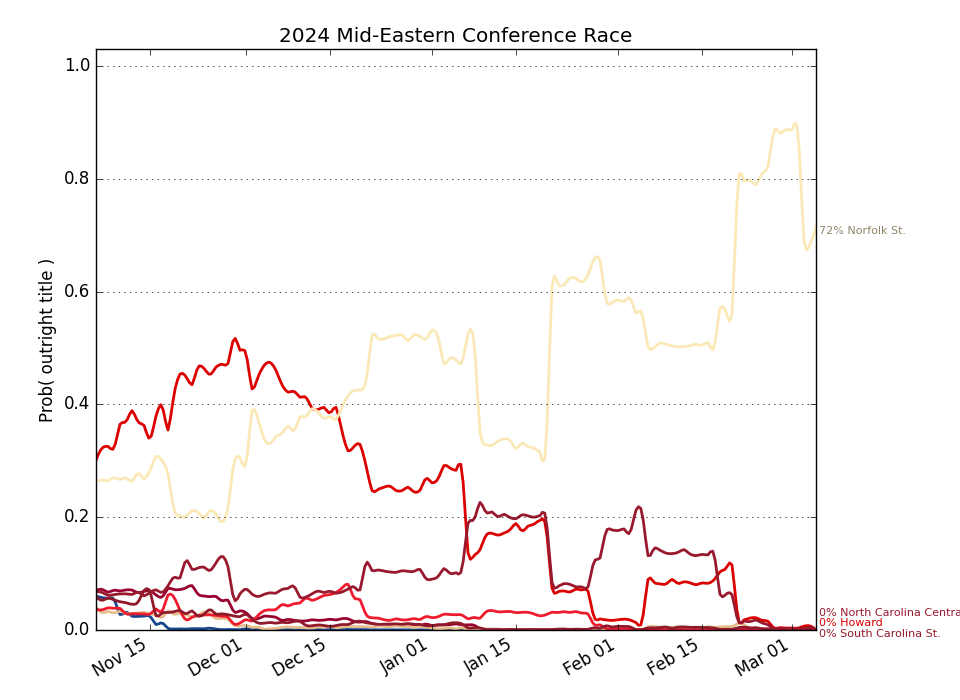 2024 Mid-Eastern Conference Race
Prob( outright title )
1.0
0.8
0.6
0.4
0.2
0.0
Nov 15
Dec 01
Dec 15
Jan 01
Jan 15
Feb 01
Feb 15
Mar 01
72% Norfolk St.
0% North Carolina Centra
0% Howard
0% South Carolina St.